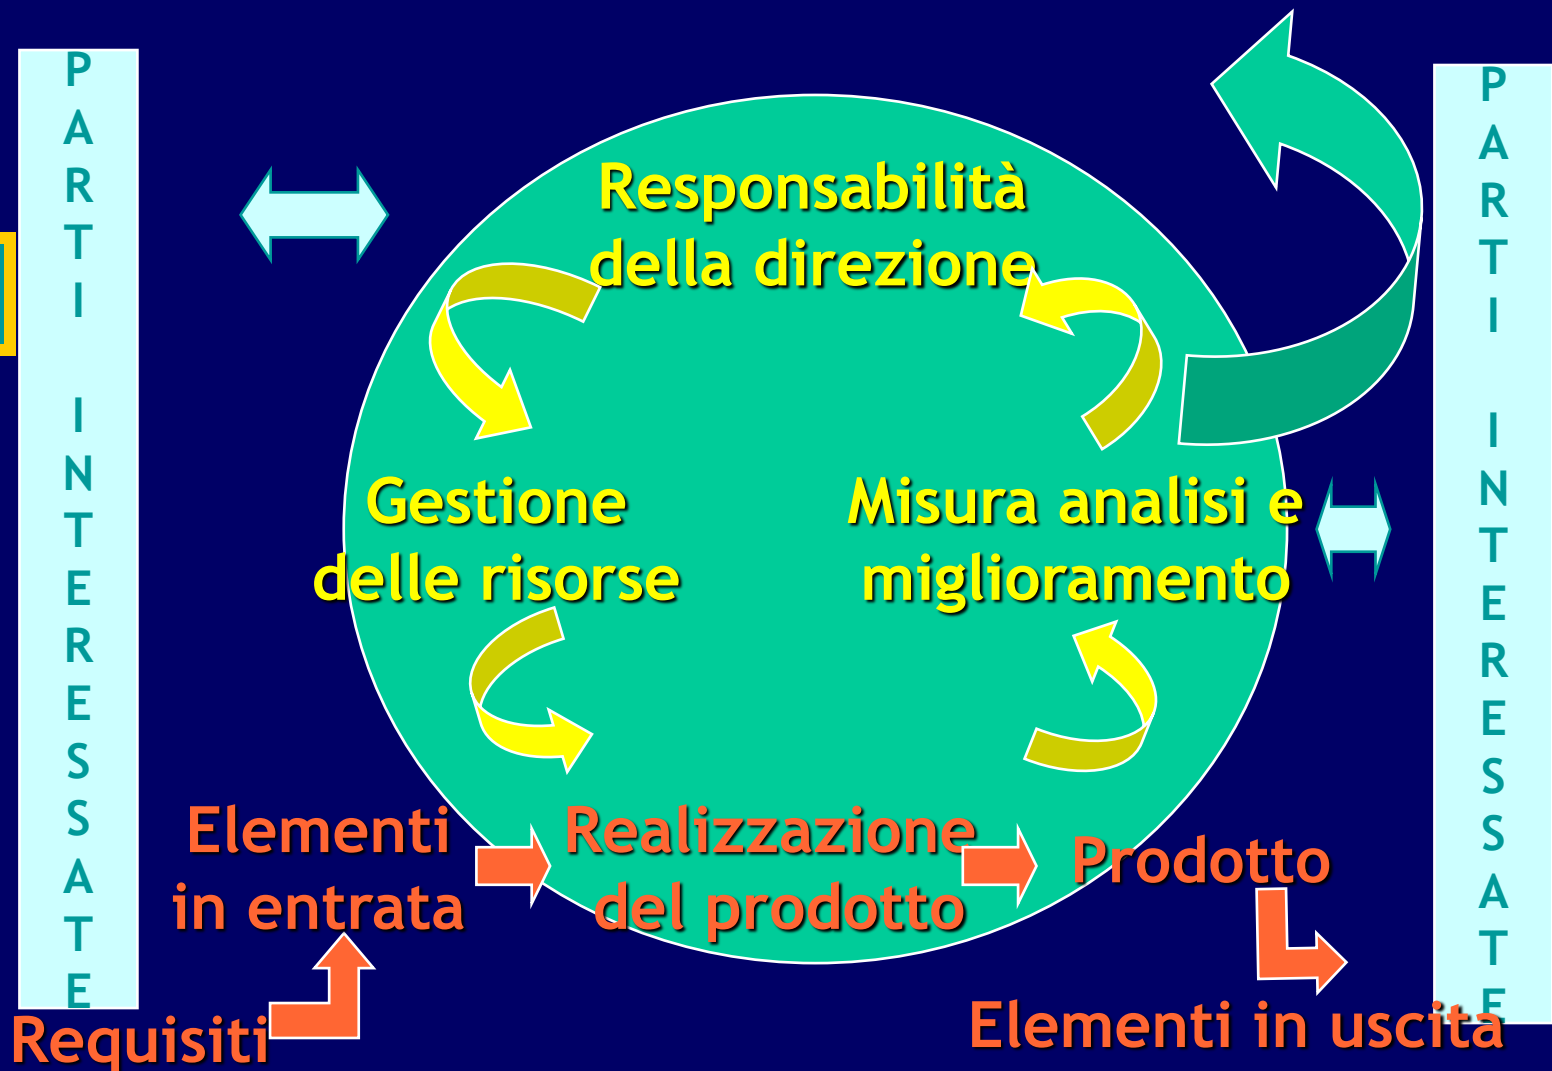 PARTI INTERESSATE
Responsabilità
della direzione
Gestione
delle risorse
Misura analisi e
miglioramento
Elementi
in entrata
Realizzazione
del prodotto
Prodotto
Requisiti
Elementi in uscita
PARTI INTERESSATE